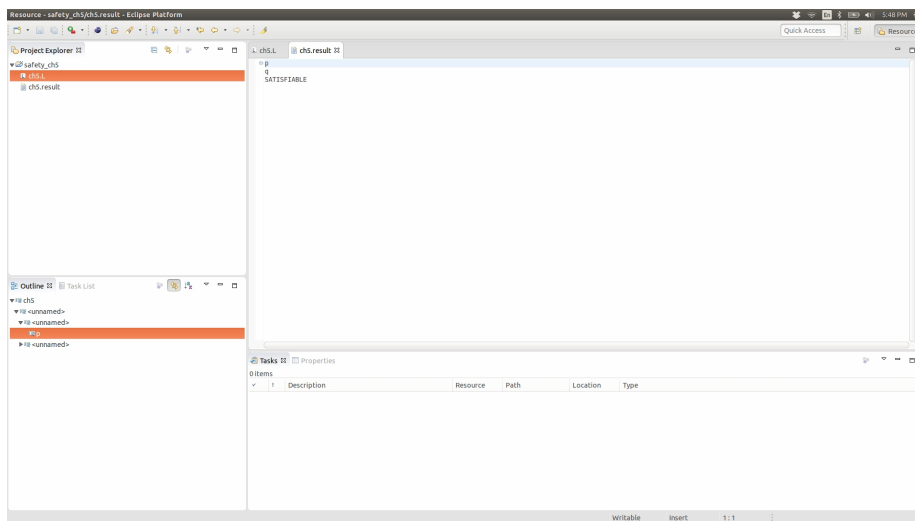 Resource - safety_ch5/ch5.result - Eclipse Platform
En
5:48 PM
Quick Access
Resourc
Project Explorer
safety_ch5
ch5.L
ch5.result
ch5.L
ch5.result
p
q
SATISFIABLE
Outline
Task List
ch5
<unnamed>
<unnamed>
p
<unnamed>
Tasks
Properties
0 items
! Description Resource Path Location Type
Writable Insert 1 : 1